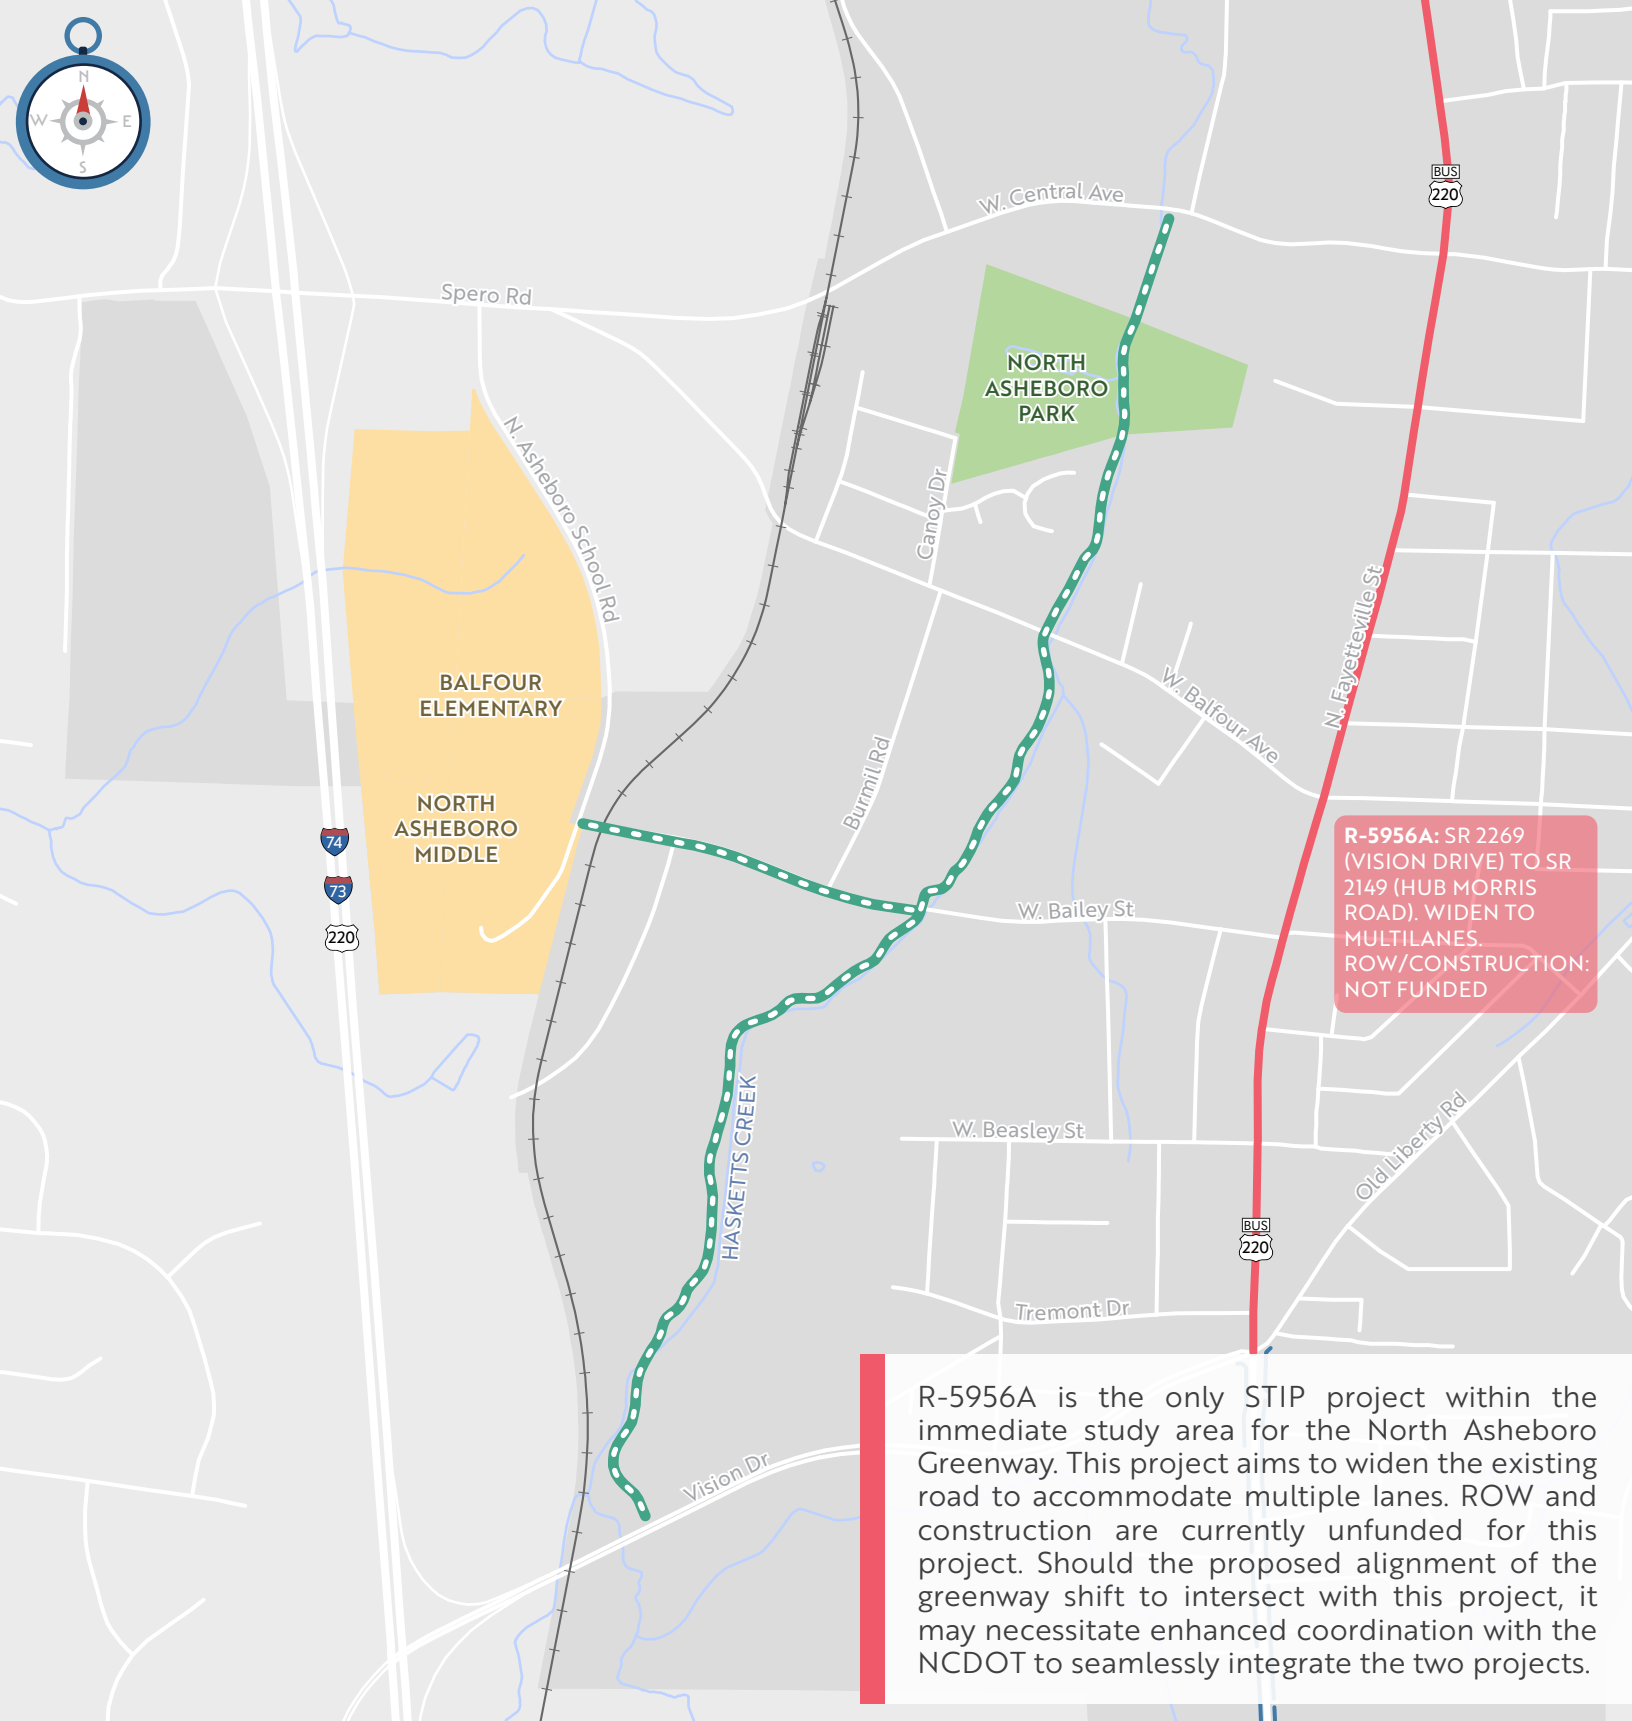 N
W
E
S
BUS
220
W. Central Ave
Spero Rd
NORTH
ASHEBORO
PARK
N. Asheboro School Rd
Canoy Dr
N. Fayetteville St
BALFOUR
ELEMENTARY
W. Balfour Ave
Burmil Rd
NORTH
ASHEBORO
MIDDLE
74
73
220
R-5956A: SR 2269
(VISION DRIVE) TO SR
2149 (HUB MORRIS
ROAD). WIDEN TO
MULTILANES.
ROW/CONSTRUCTION:
NOT FUNDED
W. Bailey St
HASKETTS CREEK
W. Beasley St
Old Liberty Rd
BUS
220
Tremont Dr
Vision Dr
R-5956A is the only STIP project within the
immediate study area for the North Asheboro
Greenway. This project aims to widen the existing
road to accommodate multiple lanes. ROW and
construction are currently unfunded for this
project. Should the proposed alignment of the
greenway shift to intersect with this project, it
may necessitate enhanced coordination with the
NCDOT to seamlessly integrate the two projects.